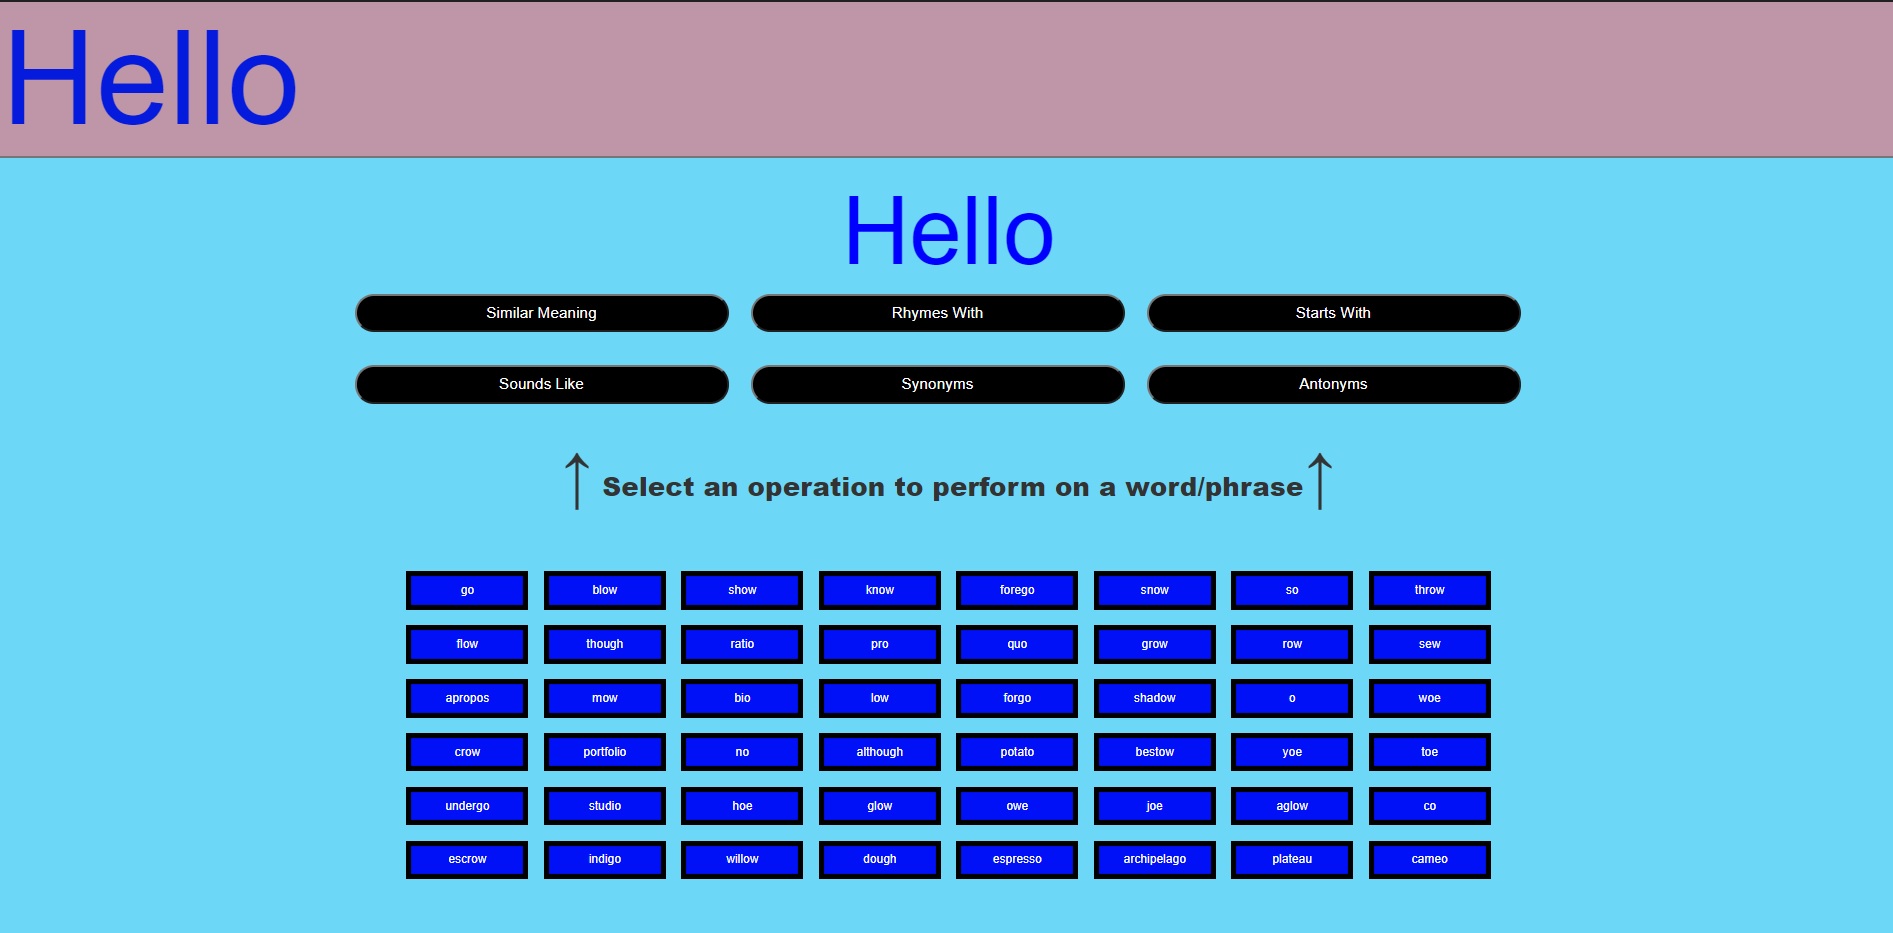 Hello
Hello
Similar Meaning Rhymes With Starts With
Sounds Like Synonyms Antonyms
↑ Select an operation to perform on a word/phrase ↑
go blow show know forego snow so throw
flow though ratio pro quo grow row sew
apropos mow bio low forgo shadow o woe
crow portfolio no although potato bestow yoe toe
undergo studio hoe glow owe joe aglow co
escrow indigo willow dough espresso archipelago plateau cameo